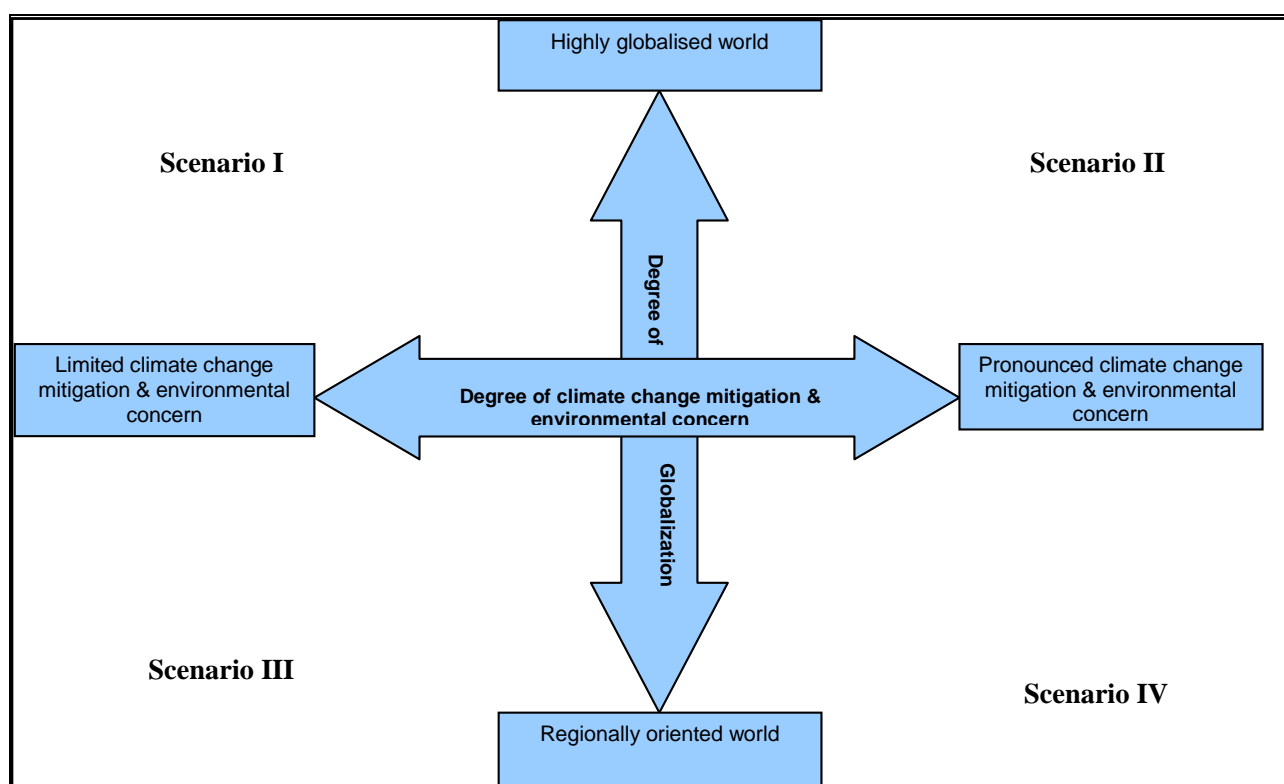 Highly globalised world
Scenario I
Scenario II
Degree of
Limited climate change
mitigation & environmental
concern
Degree of climate change mitigation &
environmental concern
Pronounced climate change
mitigation & environmental
concern
Globalization
Scenario III
Scenario IV
Regionally oriented world